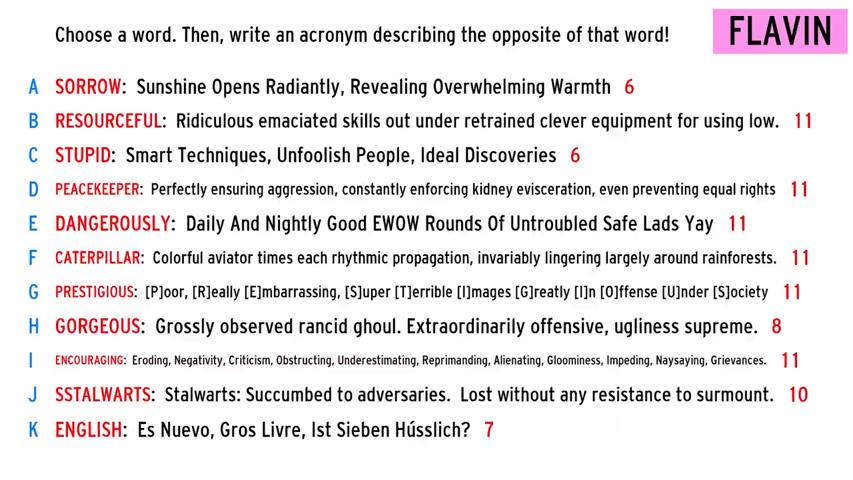 Choose a word. Then, write an acronym describing the opposite of that word!
FLAVIN
A SORROW: Sunshine Opens Radiantly, Revealing Overwhelming Warmth 6
B RESOURCEFUL: Ridiculous emaciated skills out under retrained clever equipment for using low. 11
C STUPID: Smart Techniques, Unfoolish People, Ideal Discoveries 6
D PEACEKEEPER: Perfectly ensuring aggression, constantly enforcing kidney evisceration, even preventing equal rights 11
E DANGEROUSLY: Daily And Nightly Good EWOW Rounds Of Untroubled Safe Lads Yay 11
F CATERPILLAR: Colorful aviator times each rhythmic propagation, invariably lingering largely around rainforests. 11
G PRESTIGIOUS: [P]oor, [R]eally [E]mbarrassing, [S]uper [T]errible [I]mages [G]reatly [I]n [O]ffense [U]nder [S]ociety 11
H GORGEOUS: Grossly observed rancid ghoul. Extraordinarily offensive, ugliness supreme. 8
I ENCOURAGING: Eroding, Negativity, Criticism, Obstructing, Underestimating, Reprimanding, Alienating, Gloominess, Impeding, Naysaying, Grievances. 11
J SSTALWARTS: Stalwarts: Succumbed to adversaries. Lost without any resistance to surmount. 10
K ENGLISH: Es Nuevo, Gros Livre, Ist Sieben Hússlich? 7